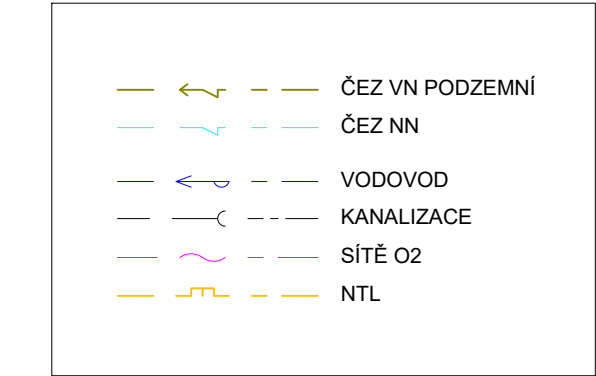 ČEZ VN PODZEMNÍ
ČEZ NN
VODOVOD
KANALIZACE
SÍTĚ O2
NTL